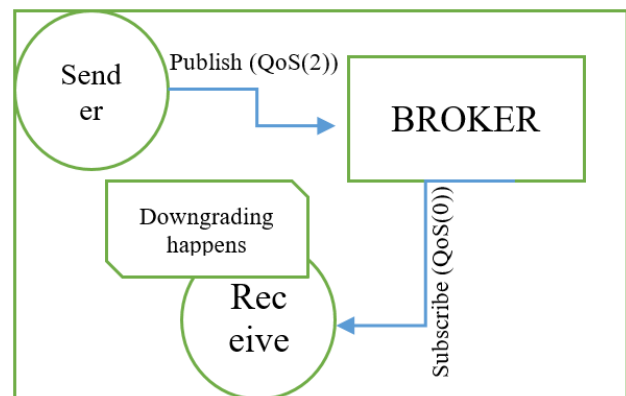 Send
er
Publish (QoS(2))
BROKER
Downgrading
happens
Rec
eive
Subscribe (QoS(0))